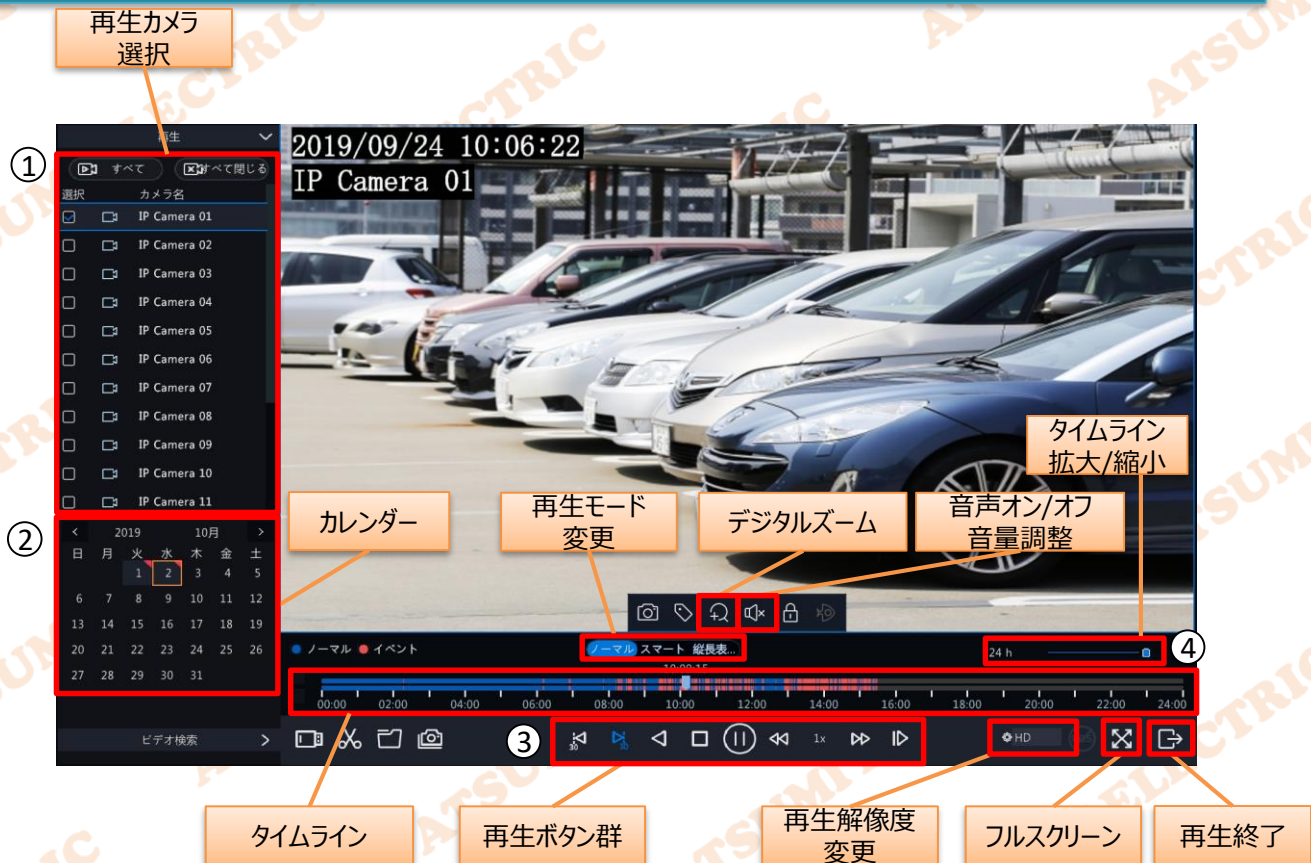 再生カメラ
選択
①
再生
すべて
すべて閉じる
選択 カメラ名
IP Camera 01
IP Camera 02
IP Camera 03
IP Camera 04
IP Camera 05
IP Camera 06
IP Camera 07
IP Camera 08
IP Camera 09
IP Camera 10
IP Camera 11
2019/09/24 10:06:22
IP Camera 01
②
< 2019 10月 >
日 月 火 水 木 金 土
1 2 3 4 5
6 7 8 9 10 11 12
13 14 15 16 17 18 19
20 21 22 23 24 25 26
27 28 29 30 31
ビデオ検索 >
カレンダー
再生モード
変更
デジタルズーム
音声オン/オフ
音量調整
タイムライン
拡大/縮小
ノーマル イベント
ノーマル スマート 縦長表...
24 h
④
10:09:15
00:00 02:00 04:00 06:00 08:00 10:00 12:00 14:00 16:00 18:00 20:00 22:00 24:00
③
30
30
1x
HD
タイムライン
再生ボタン群
再生解像度
変更
フルスクリーン
再生終了
ATSUMI ELECTRIC